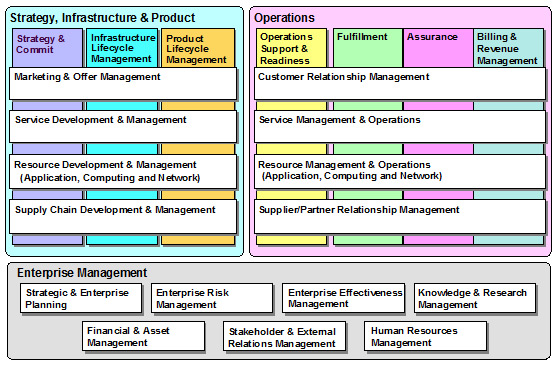 Strategy, Infrastructure & Product
Strategy &
Commit
Infrastructure
Lifecycle
Management
Product
Lifecycle
Management
Marketing & Offer Management
Service Development & Management
Resource Development & Management
(Application, Computing and Network)
Supply Chain Development & Management
Operations
Operations
Support &
Readiness
Fulfillment
Assurance
Billing &
Revenue
Management
Customer Relationship Management
Service Management & Operations
Resource Management & Operations
(Application, Computing and Network)
Supplier/Partner Relationship Management
Enterprise Management
Strategic & Enterprise
Planning
Enterprise Risk
Management
Enterprise Effectiveness
Management
Knowledge & Research
Management
Financial & Asset
Management
Stakeholder & External
Relations Management
Human Resources
Management